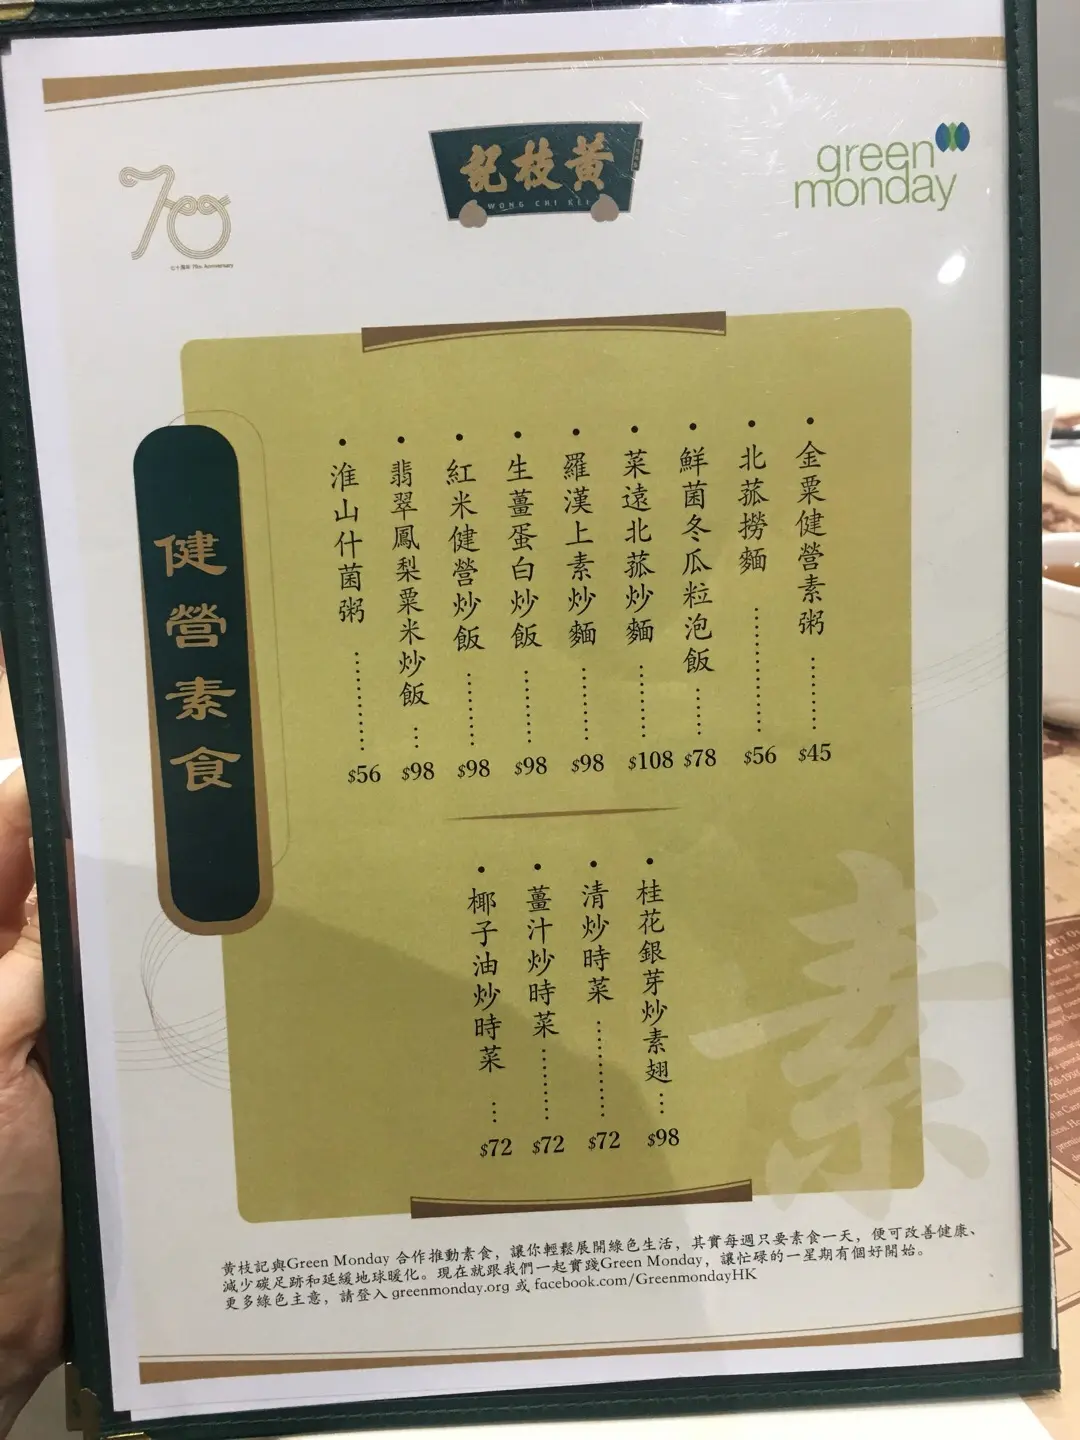 70
七十周年 70th Anniversary
黃枝記
WONG CHI KEI
green
monday
健營素食
• 金粟健營素粥 ………… $45
• 北菰撈麵 ………… $56
• 鮮菌冬瓜粒泡飯 …… $78
• 菜遠北菰炒麵 ……… $108
• 羅漢上素炒麵 ……… $98
• 生薑蛋白炒飯 ……… $98
• 紅米健營炒飯 ……… $98
• 翡翠鳳梨粟米炒飯 … $98
• 淮山什菌粥 ………… $56
• 桂花銀芽炒素翅 … $98
• 清炒時菜 ………… $72
• 薑汁炒時菜 ……… $72
• 椰子油炒時菜 … $72
素
黃枝記與Green Monday 合作推動素食，讓你輕鬆展開綠色生活，其實每週只要素食一天，便可改善健康、
減少碳足跡和延緩地球暖化。現在就跟我們一起實踐Green Monday，讓忙碌的一星期有個好開始。
更多綠色主意，請登入 greenmonday.org 或 facebook.com/GreenmondayHK